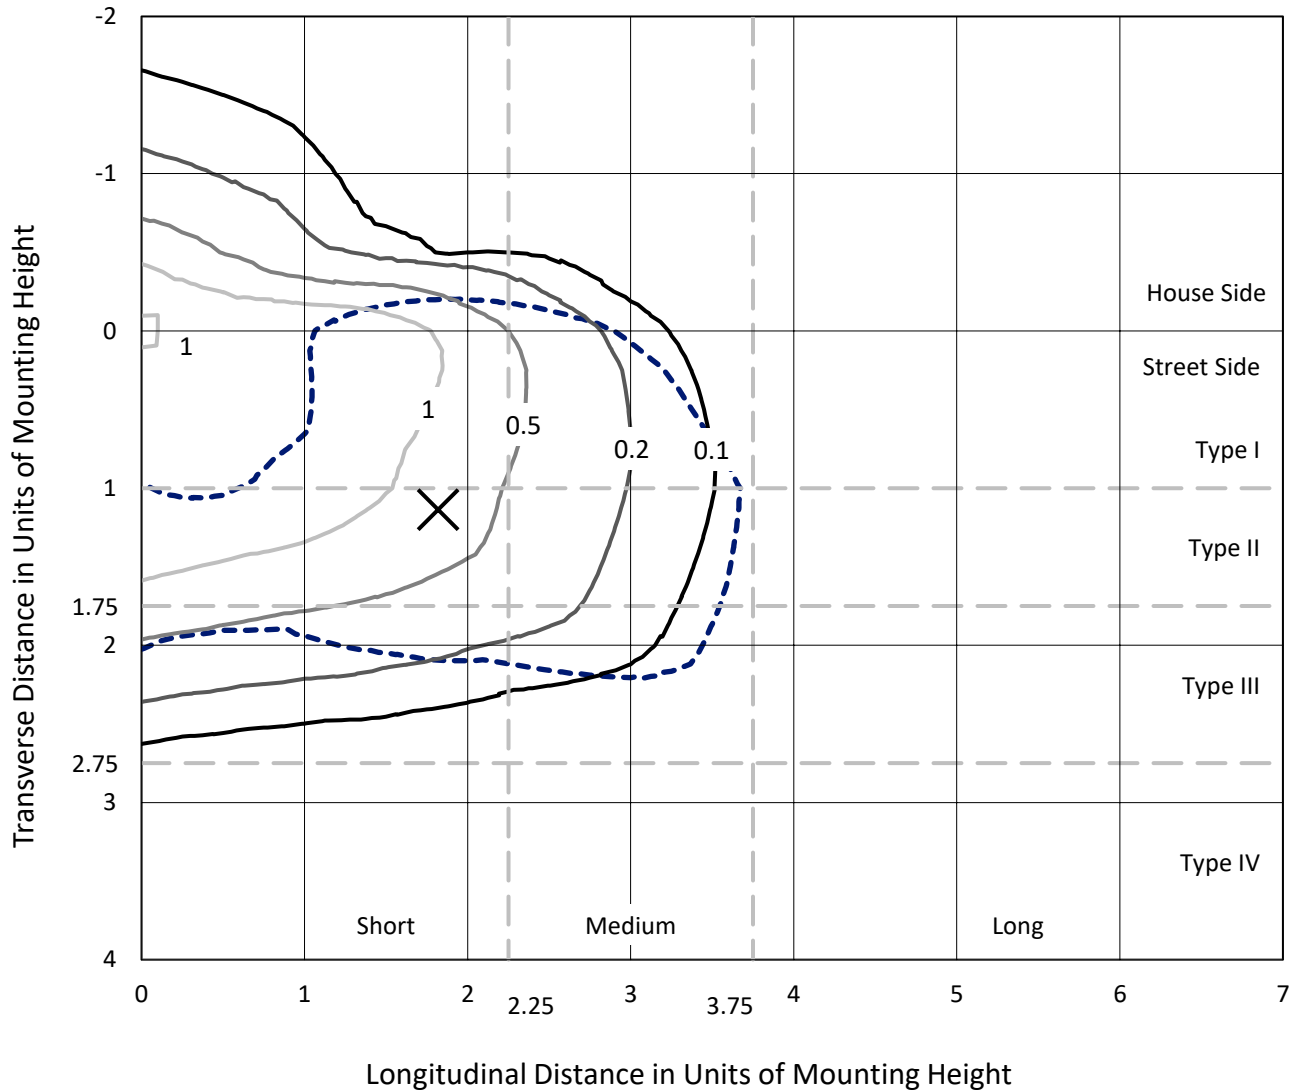 -2
-1
0
1
1.75
2
2.75
3
4
Transverse Distance in Units of Mounting Height
House Side
Street Side
Type I
Type II
Type III
Type IV
1
1
0.5
0.2
0.1
Short
Medium
Long
0
1
2
2.25
3
3.75
4
5
6
7
Longitudinal Distance in Units of Mounting Height